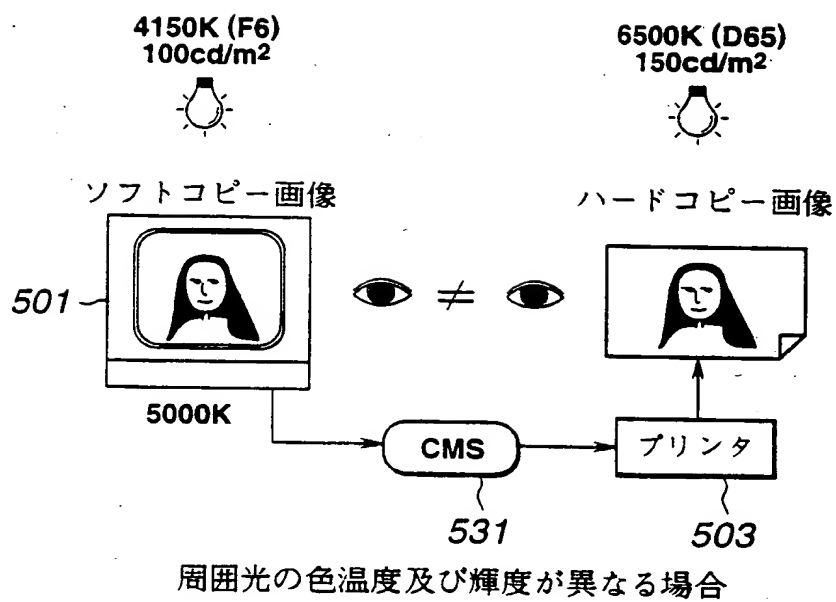 4150K (F6)
100cd/m2
6500K (D65)
150cd/m2
ソフトコピー画像
ハードコピー画像
501
≠
5000K
CMS
プリンタ
531
503
周囲光の色温度及び輝度が異なる場合